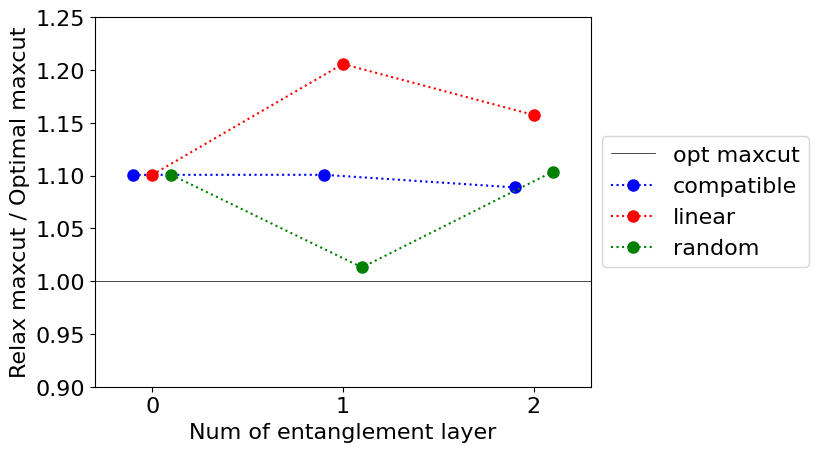 Relax maxcut / Optimal maxcut
1.25
1.20
1.15
1.10
1.05
1.00
0.95
0.90
0 1 2
Num of entanglement layer
opt maxcut
compatible
linear
random